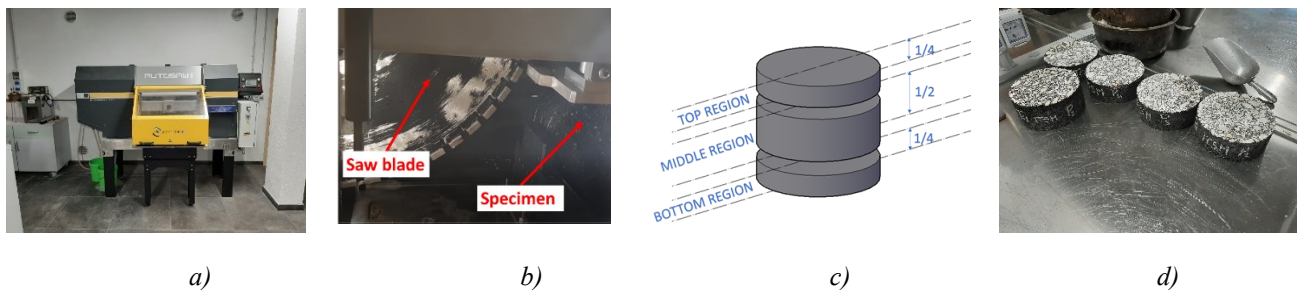 AUTOSAW
Saw blade
Specimen
TOP REGION
MIDDLE REGION
BOTTOM REGION
1/4
1/2
1/4
a)
b)
c)
d)